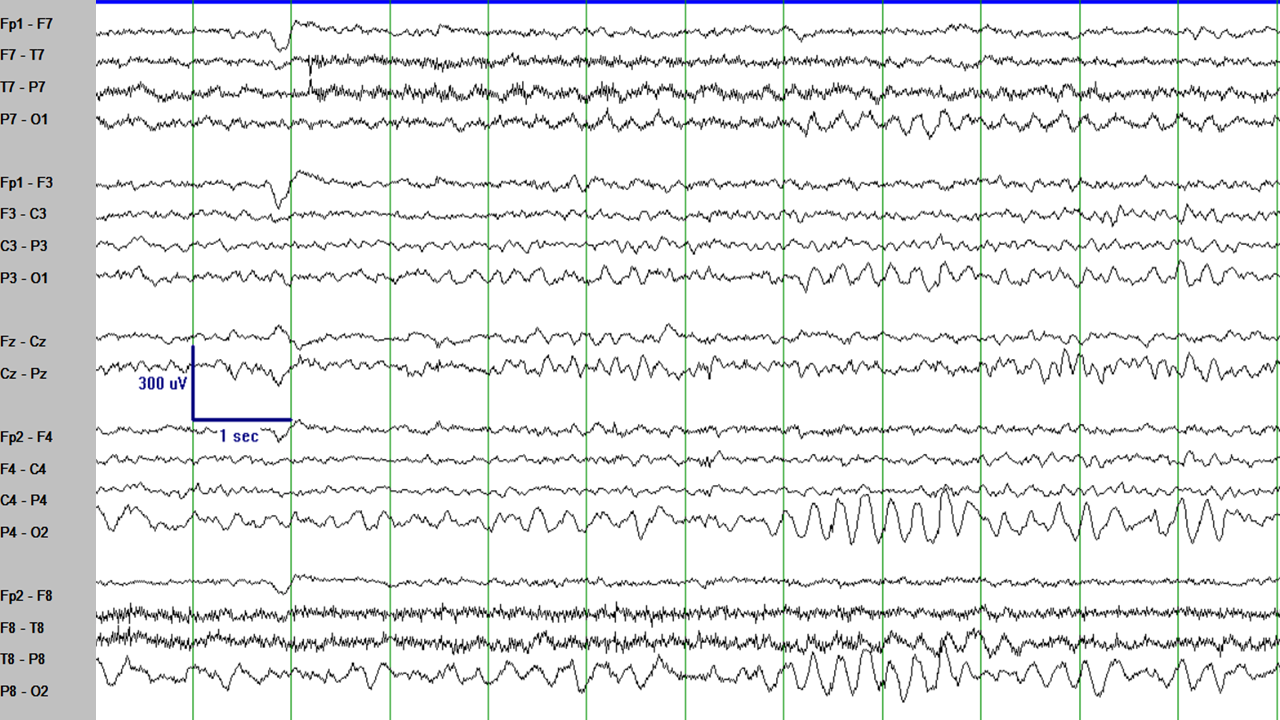 Fp1 - F7
F7 - T7
T7 - P7
P7 - O1
Fp1 - F3
F3 - C3
C3 - P3
P3 - O1
Fz - Cz
Cz - Pz
300 uV
1 sec
Fp2 - F4
F4 - C4
C4 - P4
P4 - O2
Fp2 - F8
F8 - T8
T8 - P8
P8 - O2